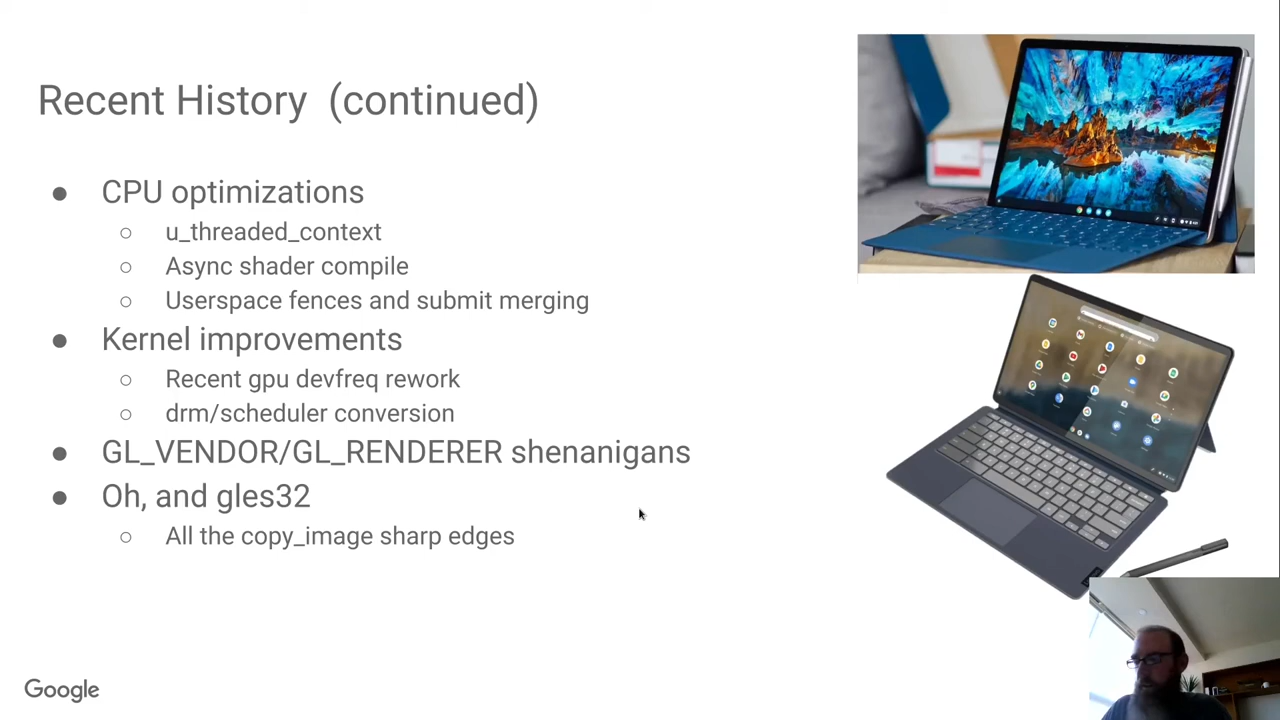 Recent History (continued)
● CPU optimizations
○ u_threaded_context
○ Async shader compile
○ Userspace fences and submit merging
● Kernel improvements
○ Recent gpu devfreq rework
○ drm/scheduler conversion
● GL_VENDOR/GL_RENDERER shenanigans
● Oh, and gles32
○ All the copy_image sharp edges
Google